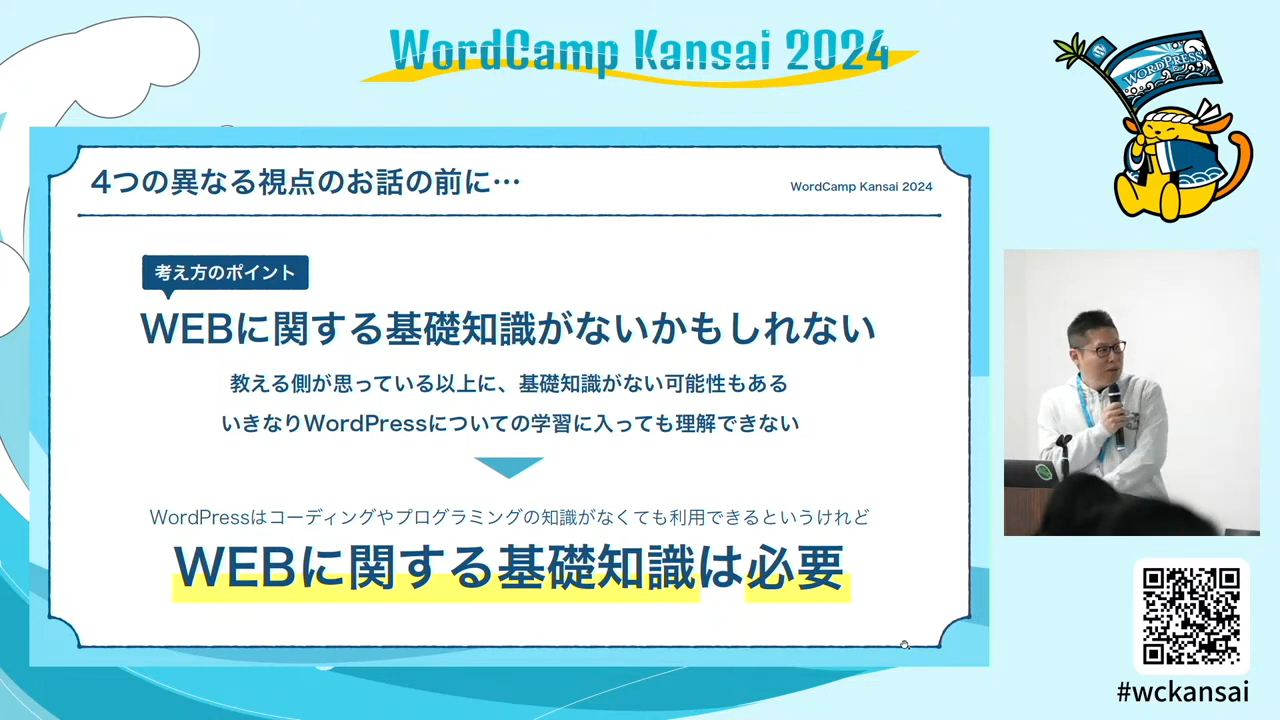 WordCamp Kansai 2024
WORDPRESS
4つの異なる視点のお話の前に…
WordCamp Kansai 2024
考え方のポイント
WEBに関する基礎知識がないかもしれない
教える側が思っている以上に、基礎知識がない可能性もある
いきなりWordPressについての学習に入っても理解できない
WordPressはコーディングやプログラミングの知識がなくても利用できるというけれど
WEBに関する基礎知識は必要
#wckansai